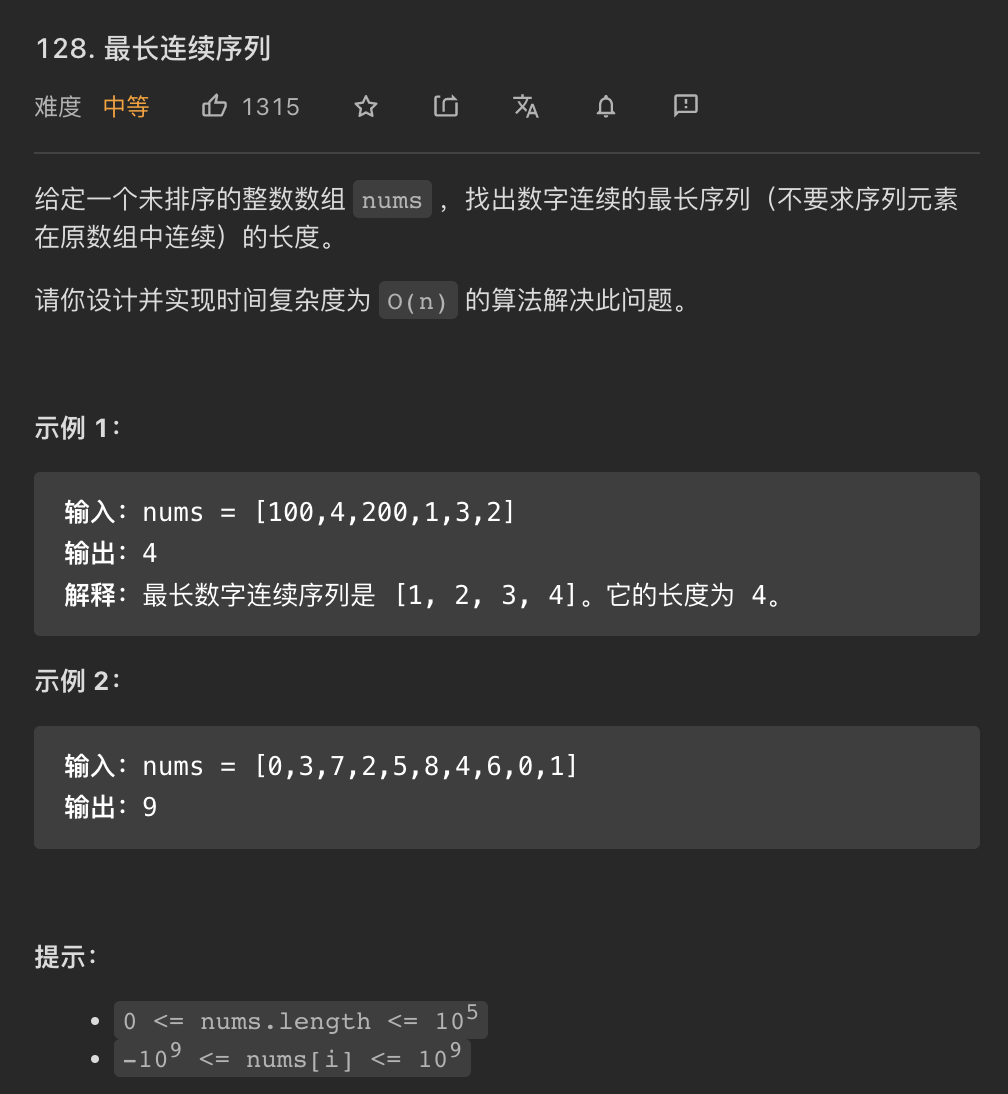 128. 最长连续序列
难度 中等 1315
给定一个未排序的整数数组 nums ，找出数字连续的最长序列（不要求序列元素
在原数组中连续）的长度。
请你设计并实现时间复杂度为 O(n) 的算法解决此问题。
示例 1：
输入：nums = [100,4,200,1,3,2]
输出：4
解释：最长数字连续序列是 [1, 2, 3, 4]。它的长度为 4。
示例 2：
输入：nums = [0,3,7,2,5,8,4,6,0,1]
输出：9
提示：
• 0 <= nums.length <= 10⁵
• -10⁹ <= nums[i] <= 10⁹